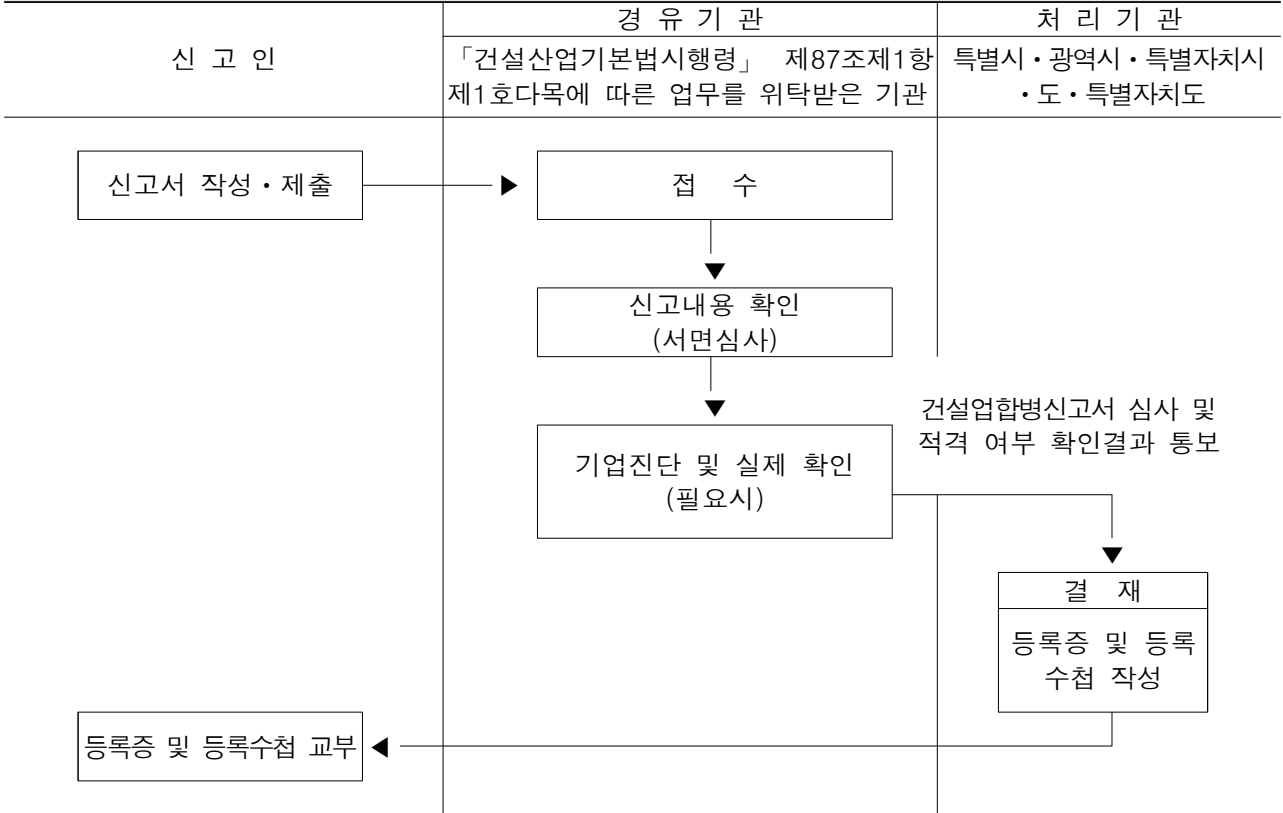 신 고 인
경 유 기 관
처 리 기 관
「건설산업기본법시행령」 제87조제1항
제1호다목에 따른 업무를 위탁받은 기관
특별시·광역시·특별자치시
·도·특별자치도
신고서 작성·제출
접 수
신고내용 확인
(서면심사)
기업진단 및 실제 확인
(필요시)
건설업합병신고서 심사 및
적격 여부 확인결과 통보
결 재
등록증 및 등록
수첩 작성
등록증 및 등록수첩 교부